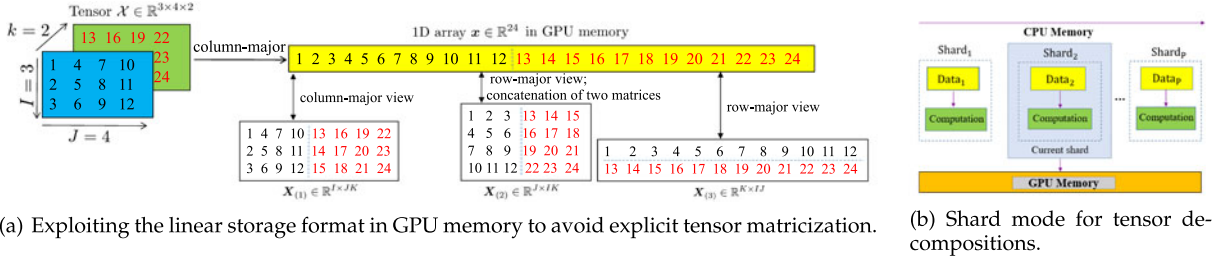 Tensor 𝒳 ∈ ℝ^{3×4×2}
k = 2
13 16 19 22
23
24
1 4 7 10
2 5 8 11
3 6 9 12
I = 3
J = 4
column-major
1D array x ∈ ℝ^{24} in GPU memory
1 2 3 4 5 6 7 8 9 10 11 12 13 14 15 16 17 18 19 20 21 22 23 24
column-major view
row-major view;
concatenation of two matrices
row-major view
1 4 7 10 13 16 19 22
2 5 8 11 14 17 20 23
3 6 9 12 15 18 21 24
X_{(1)} ∈ ℝ^{I×JK}
1 2 3 13 14 15
4 5 6 16 17 18
7 8 9 19 20 21
10 11 12 22 23 24
X_{(2)} ∈ ℝ^{J×IK}
1 2 3 4 5 6 7 8 9 10 11 12
13 14 15 16 17 18 19 20 21 22 23 24
X_{(3)} ∈ ℝ^{K×IJ}
(a) Exploiting the linear storage format in GPU memory to avoid explicit tensor matricization.
CPU Memory
Shard₁ Shard₂ Shard_P
Data₁ Data₂ ... Data_P
Computation Computation Computation
Current shard
GPU Memory
(b) Shard mode for tensor de-
compositions.